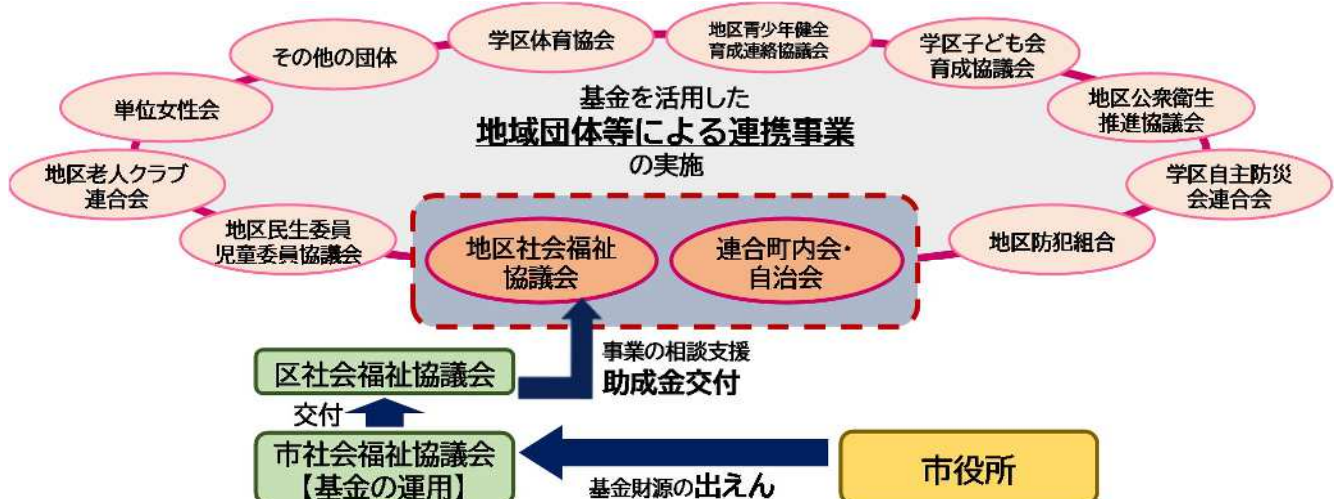 学区体育協会
地区青少年健全
育成連絡協議会
その他の団体
学区子ども会
育成協議会
単位女性会
基金を活用した
地域団体等による連携事業
の実施
地区公衆衛生
推進協議会
地区老人クラブ
連合会
学区自主防災
会連合会
地区民生委員
児童委員協議会
地区社会福祉
協議会
連合町内会・
自治会
地区防犯組合
事業の相談支援
助成金交付
区社会福祉協議会
交付
市社会福祉協議会
【基金の運用】
基金財源の出えん
市役所